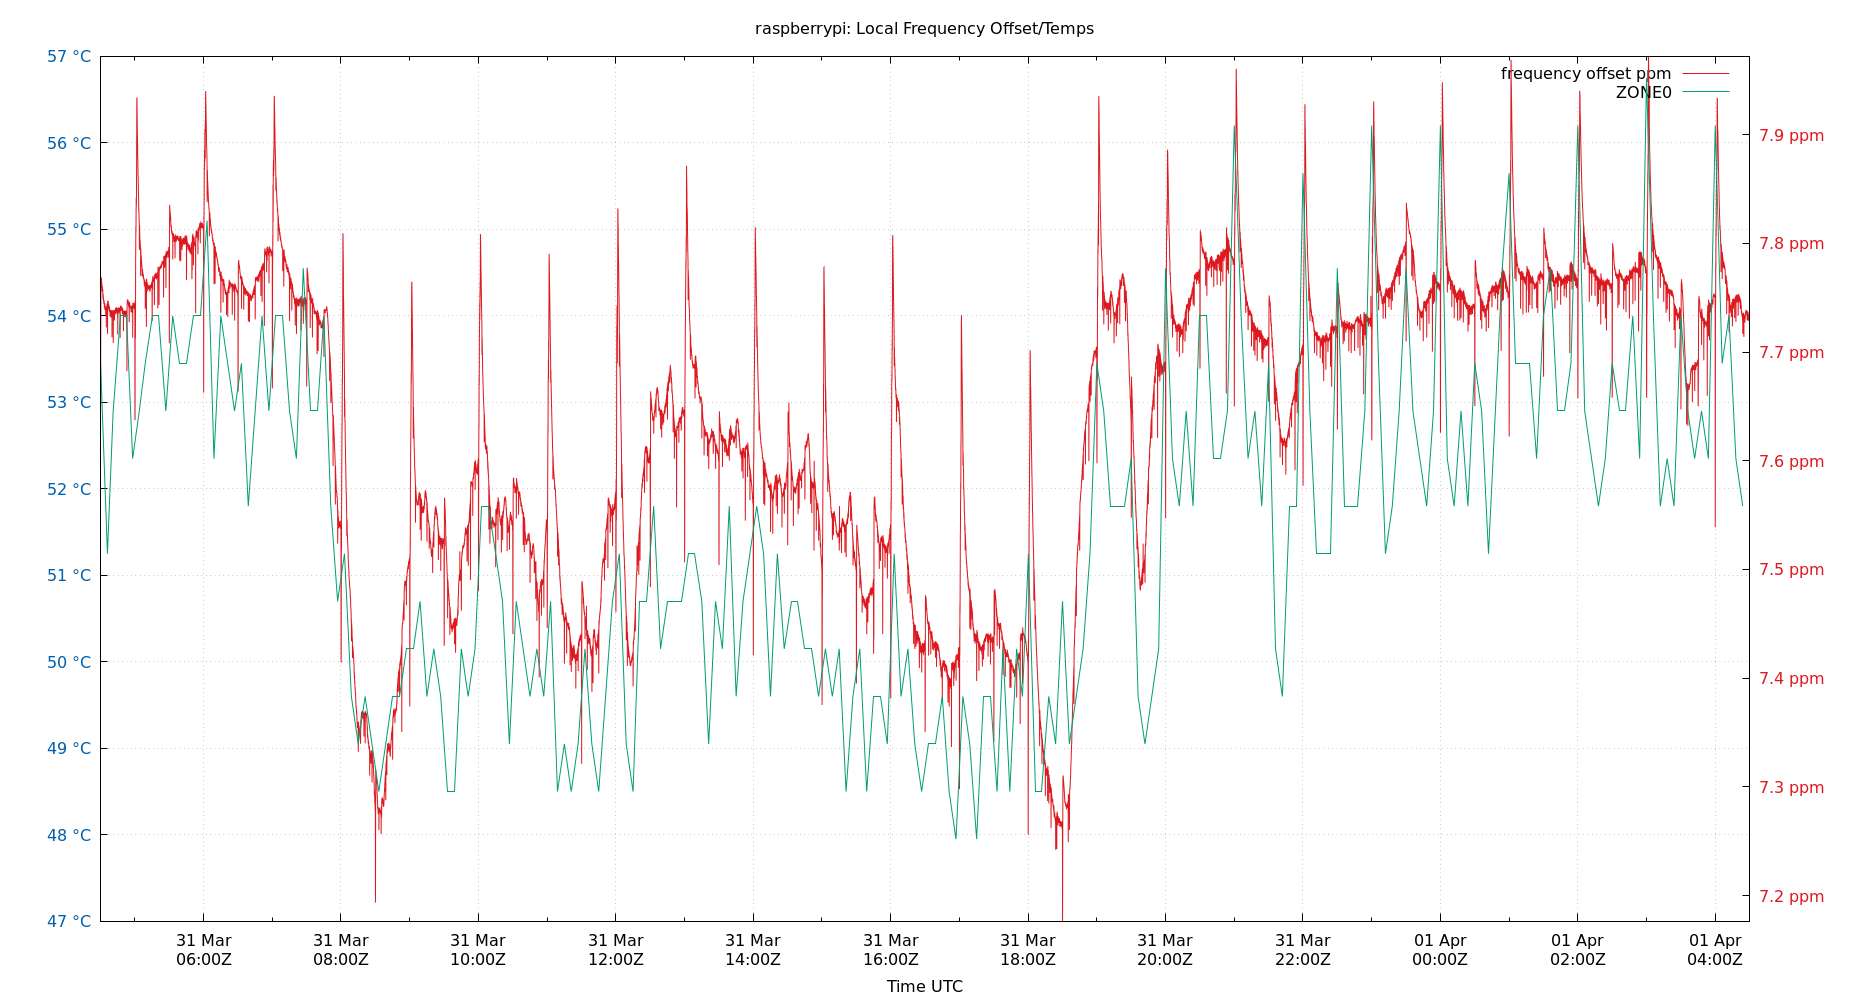 raspberrypi: Local Frequency Offset/Temps
57 °C
56 °C
55 °C
54 °C
53 °C
52 °C
51 °C
50 °C
49 °C
48 °C
47 °C
frequency offset ppm
ZONE0
7.9 ppm
7.8 ppm
7.7 ppm
7.6 ppm
7.5 ppm
7.4 ppm
7.3 ppm
7.2 ppm
31 Mar
06:00Z
31 Mar
08:00Z
31 Mar
10:00Z
31 Mar
12:00Z
31 Mar
14:00Z
31 Mar
16:00Z
31 Mar
18:00Z
31 Mar
20:00Z
31 Mar
22:00Z
01 Apr
00:00Z
01 Apr
02:00Z
01 Apr
04:00Z
Time UTC